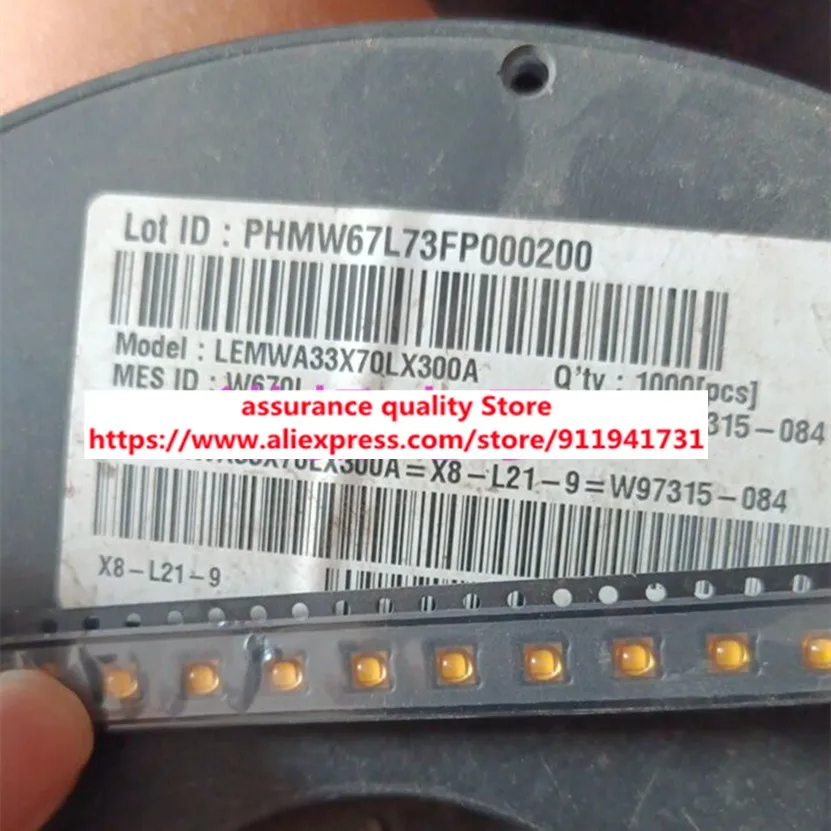 Lot ID : PHMW67L73FP000200
Model : LEMWA33X70LX300A
Q'ty : 1000[pcs]
MES ID : W670L
315-084
assurance quality Store
https://www.aliexpress.com/store/911941731
X70LX300A=X8-L21-9=W97315-084
X8-L21-9